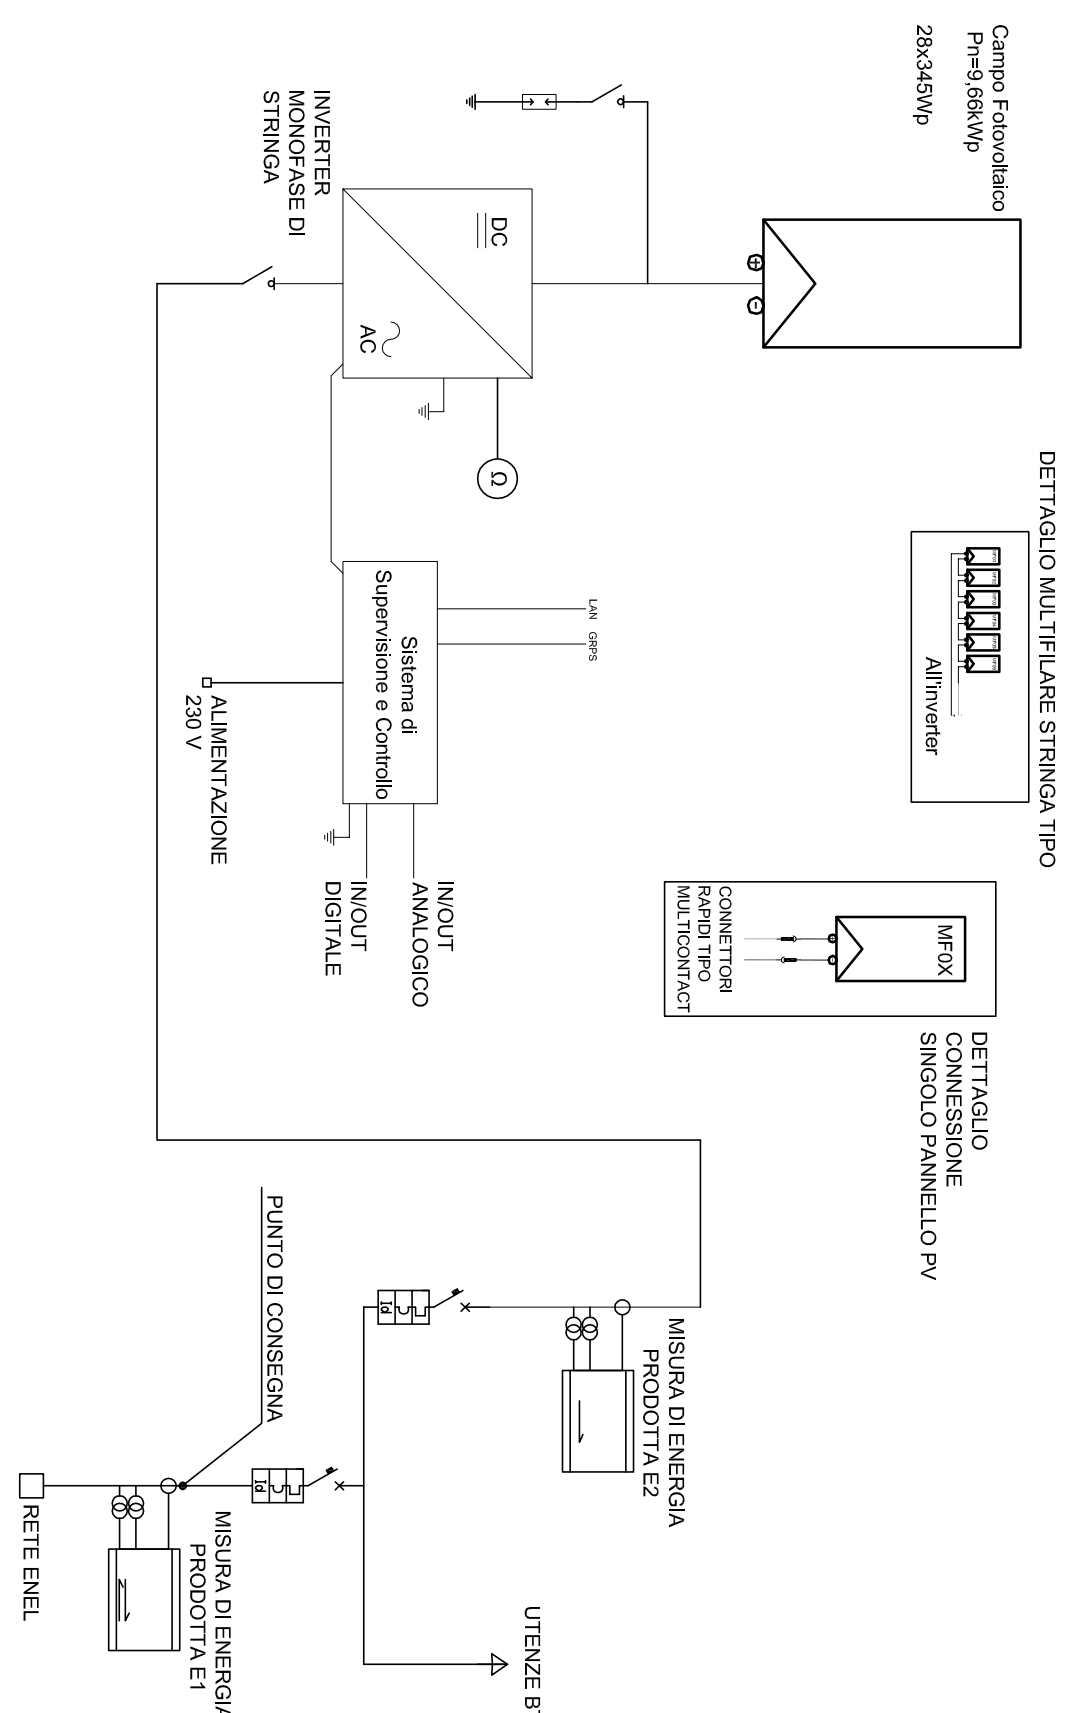 Campo Fotovoltaico
Pn=9,66kWp
28x345Wp
DETTAGLIO MULTIFILARE STRINGA TIPO
All'inverter
MF0X
CONNETTORI
RAPIDI TIPO
MULTICONTACT
DETTAGLIO
CONNESSIONE
SINGOLO PANNELLO PV
INVERTER
MONOFASE DI
STRINGA
DC
AC
Ω
LAN
GRPS
Sistema di
Supervisione e Controllo
ALIMENTAZIONE
230 V
IN/OUT
ANALOGICO
IN/OUT
DIGITALE
MISURA DI ENERGIA
PRODOTTA E2
Id
UTENZE BT
PUNTO DI CONSEGNA
Id
MISURA DI ENERGIA
PRODOTTA E1
RETE ENEL